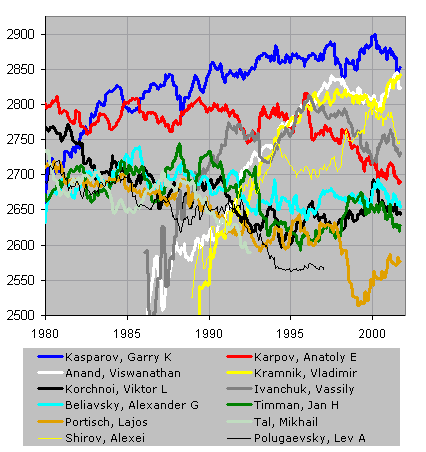 2900
2850
2800
2750
2700
2650
2600
2550
2500
1980 1985 1990 1995 2000
Kasparov, Garry K Karpov, Anatoly E
Anand, Viswanathan Kramnik, Vladimir
Korchnoi, Viktor L Ivanchuk, Vassily
Beliavsky, Alexander G Timman, Jan H
Portisch, Lajos Tal, Mikhail
Shirov, Alexei Polugaevsky, Lev A